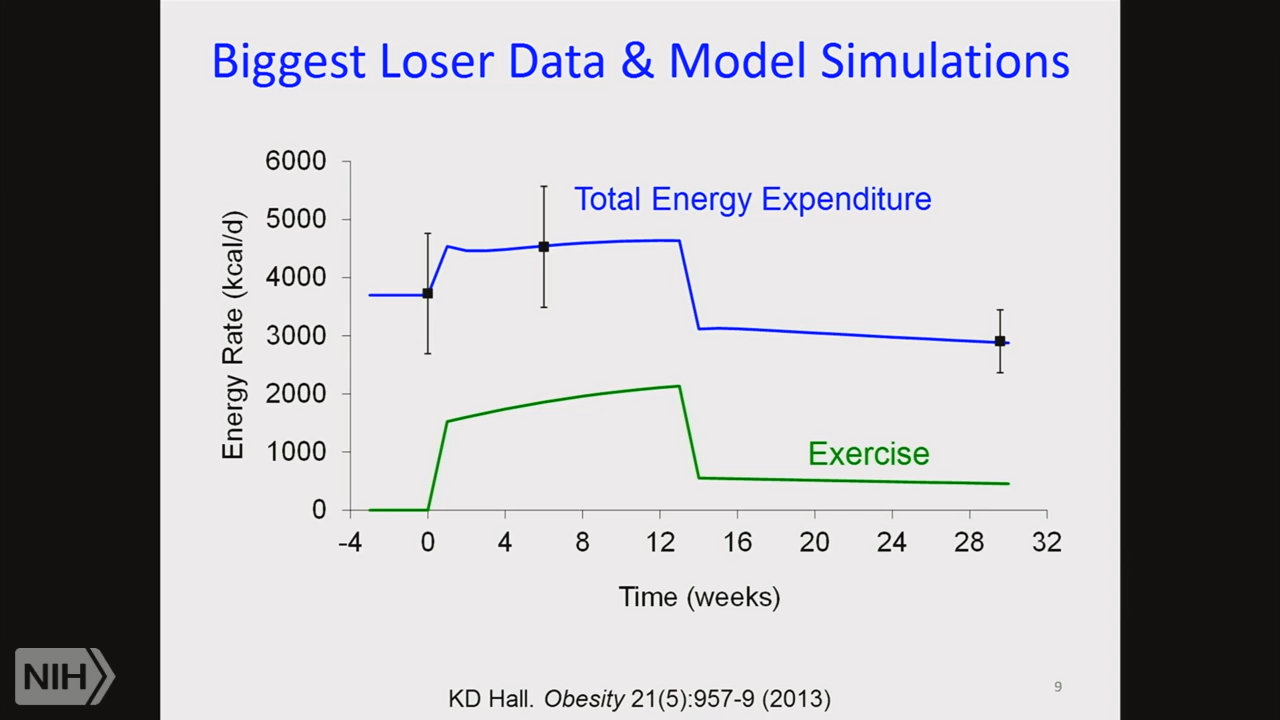 Biggest Loser Data & Model Simulations
6000
5000
4000
3000
2000
1000
0
Energy Rate (kcal/d)
Total Energy Expenditure
Exercise
-4 0 4 8 12 16 20 24 28 32
Time (weeks)
NIH
KD Hall. Obesity 21(5):957-9 (2013)
9